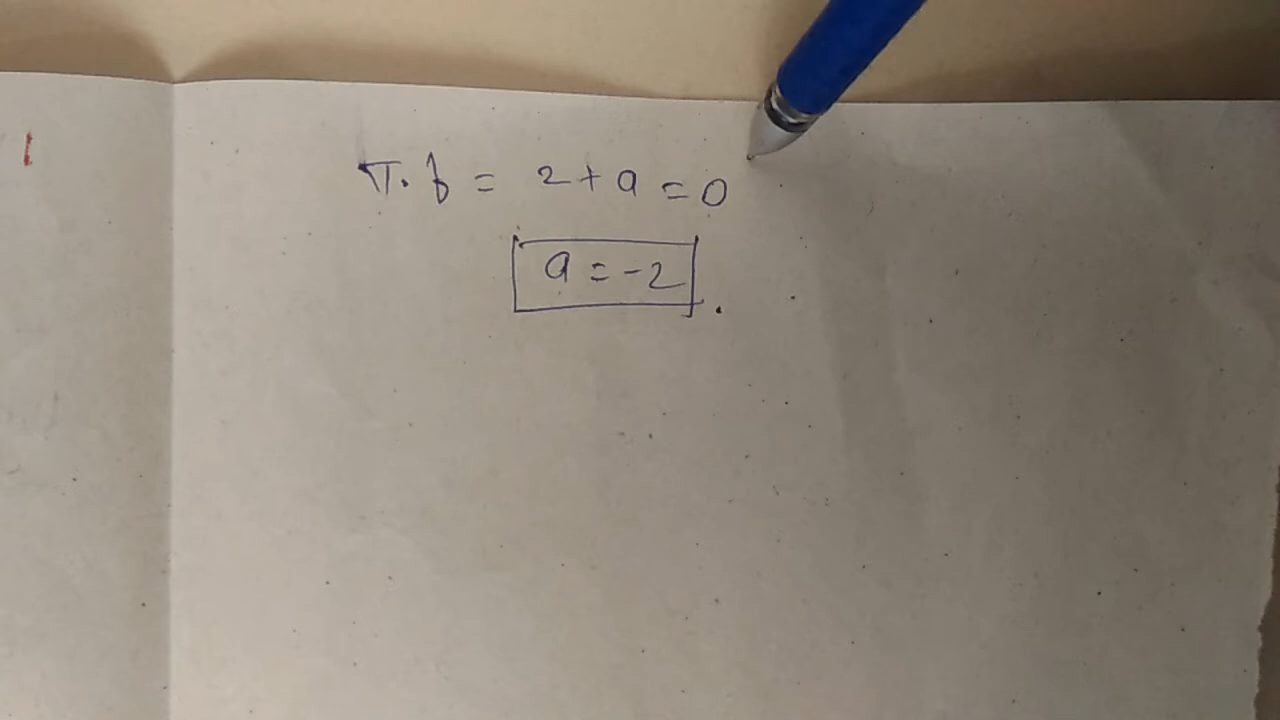 ∇.f = 2+a = 0
a = -2